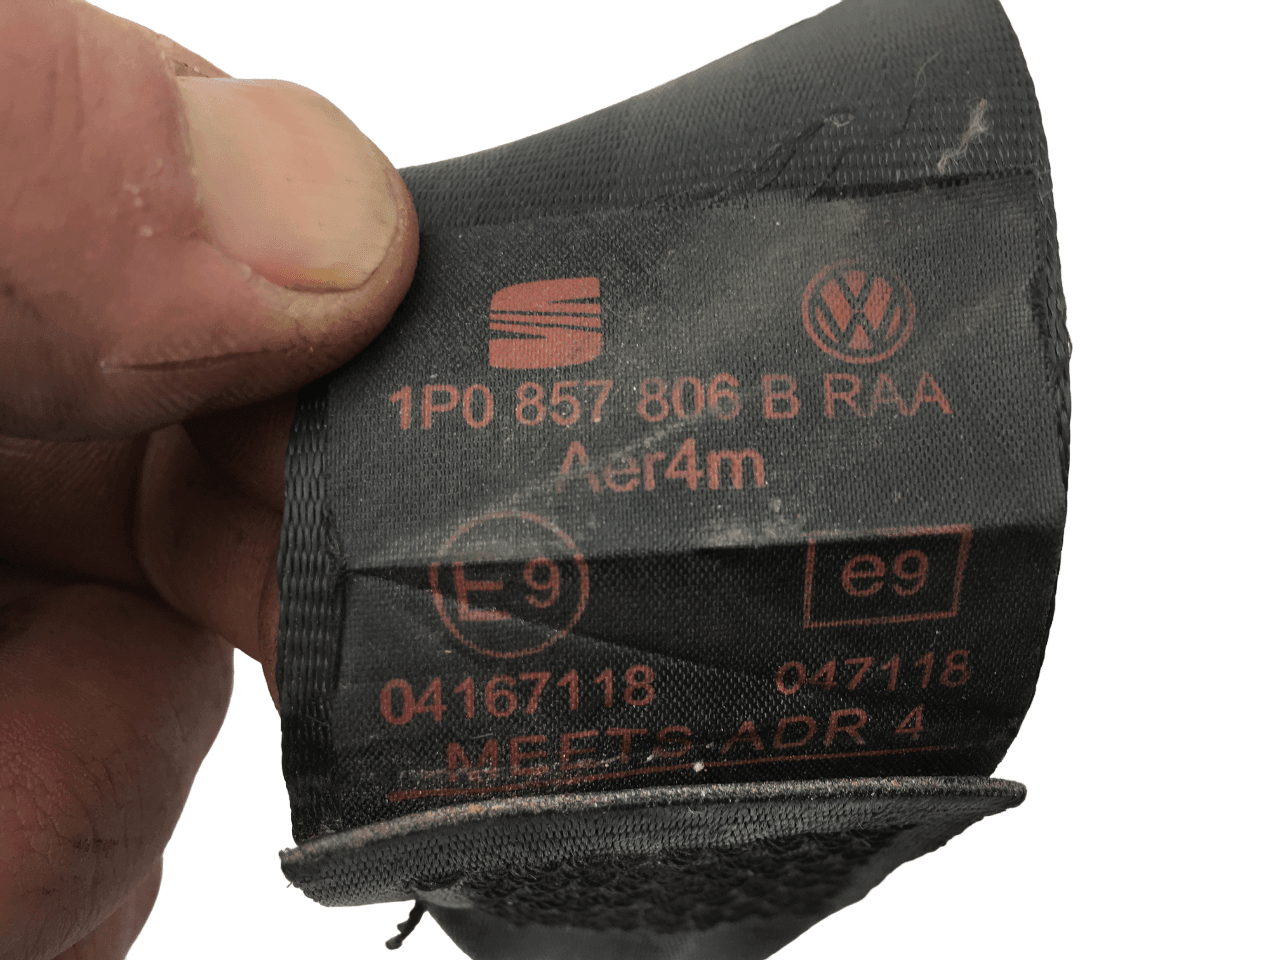 1P0 857 806 B RAA
Aer4m
E9 e9
04167118 047118
MEETS ADR 4